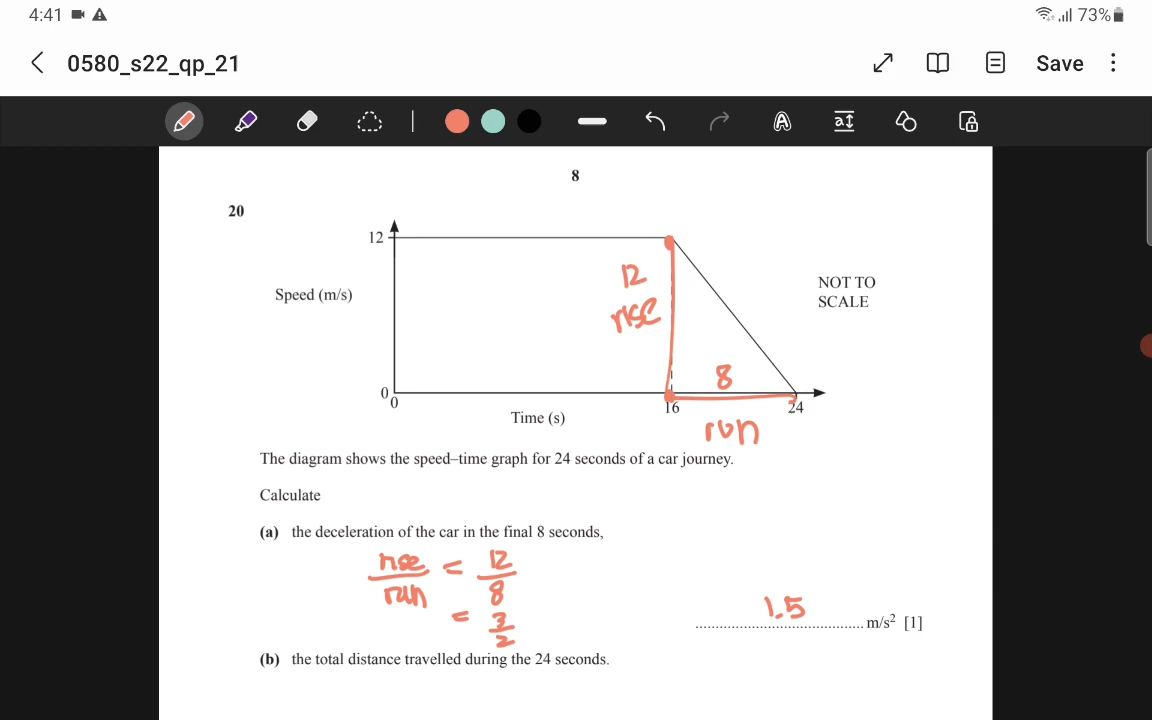 4:41 73%
0580_s22_qp_21 Save
8
20
12
12
Speed (m/s)
rise
NOT TO
SCALE
8
0
0 16 24
Time (s)
run
The diagram shows the speed–time graph for 24 seconds of a car journey.
Calculate
(a) the deceleration of the car in the final 8 seconds,
rise = 12
run 8
= 3
2
1.5
........................................ m/s² [1]
(b) the total distance travelled during the 24 seconds.